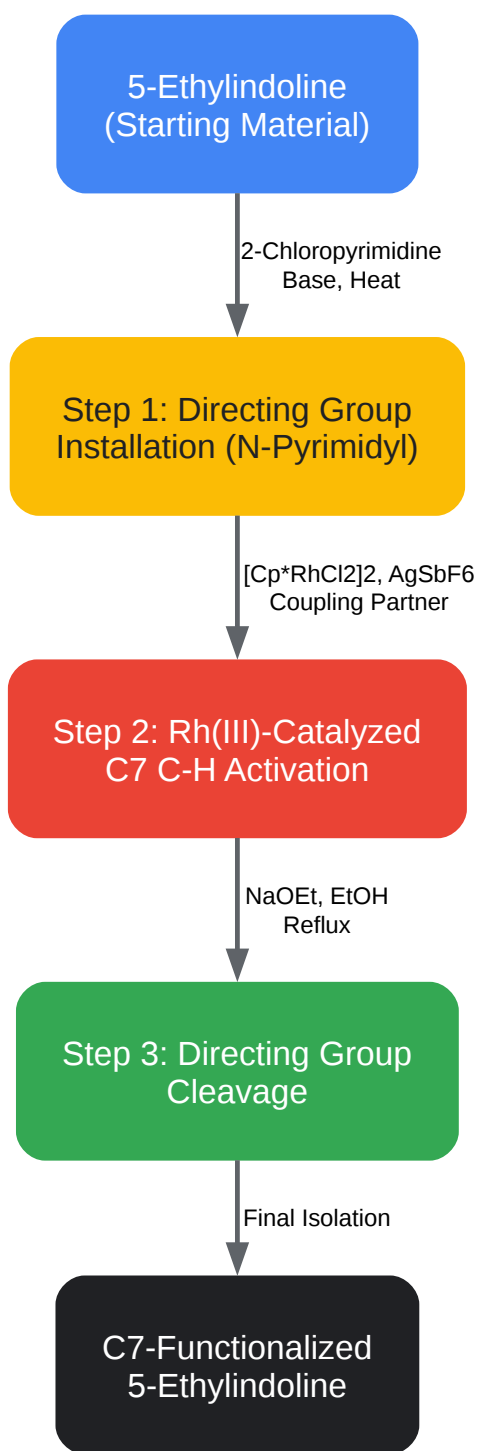 5-Ethylindoline
(Starting Material)
2-Chloropyrimidine
Base, Heat
Step 1: Directing Group
Installation (N-Pyrimidyl)
[Cp*RhCl2]2, AgSbF6
Coupling Partner
Step 2: Rh(III)-Catalyzed
C7 C-H Activation
NaOEt, EtOH
Reflux
Step 3: Directing Group
Cleavage
Final Isolation
C7-Functionalized
5-Ethylindoline